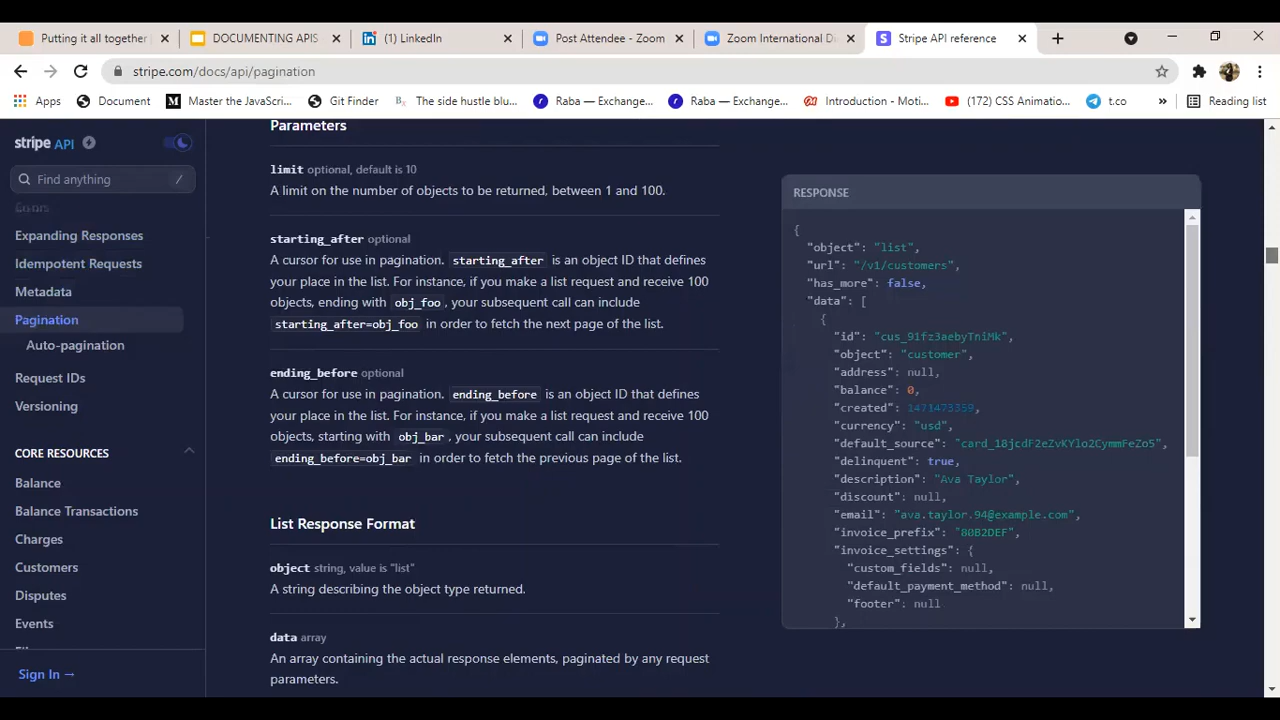 Putting it all together
DOCUMENTING APIS
(1) LinkedIn
Post Attendee - Zoom
Zoom International D
Stripe API reference
stripe.com/docs/api/pagination
Apps
Document
Master the JavaScri...
Git Finder
The side hustle blu...
Raba — Exchange...
Raba — Exchange...
Introduction - Moti...
(172) CSS Animatio...
t.co
»
Reading list
stripe API
Find anything
/
Errors
Expanding Responses
Idempotent Requests
Metadata
Pagination
Auto-pagination
Request IDs
Versioning
CORE RESOURCES
Balance
Balance Transactions
Charges
Customers
Disputes
Events
Sign In →
Parameters
limit optional, default is 10
A limit on the number of objects to be returned, between 1 and 100.
starting_after optional
A cursor for use in pagination. starting_after is an object ID that defines
your place in the list. For instance, if you make a list request and receive 100
objects, ending with obj_foo, your subsequent call can include
starting_after=obj_foo in order to fetch the next page of the list.
ending_before optional
A cursor for use in pagination. ending_before is an object ID that defines
your place in the list. For instance, if you make a list request and receive 100
objects, starting with obj_bar, your subsequent call can include
ending_before=obj_bar in order to fetch the previous page of the list.
List Response Format
object string, value is "list"
A string describing the object type returned.
data array
An array containing the actual response elements, paginated by any request
parameters.
RESPONSE
{
"object": "list",
"url": "/v1/customers",
"has_more": false,
"data": [
{
"id": "cus_91fz3aebyTniMk",
"object": "customer",
"address": null,
"balance": 0,
"created": 1471473359,
"currency": "usd",
"default_source": "card_18jcdF2eZvKYlo2CymmFeZo5",
"delinquent": true,
"description": "Ava Taylor",
"discount": null,
"email": "ava.taylor.94@example.com",
"invoice_prefix": "80B2DEF",
"invoice_settings": {
"custom_fields": null,
"default_payment_method": null,
"footer": null
},